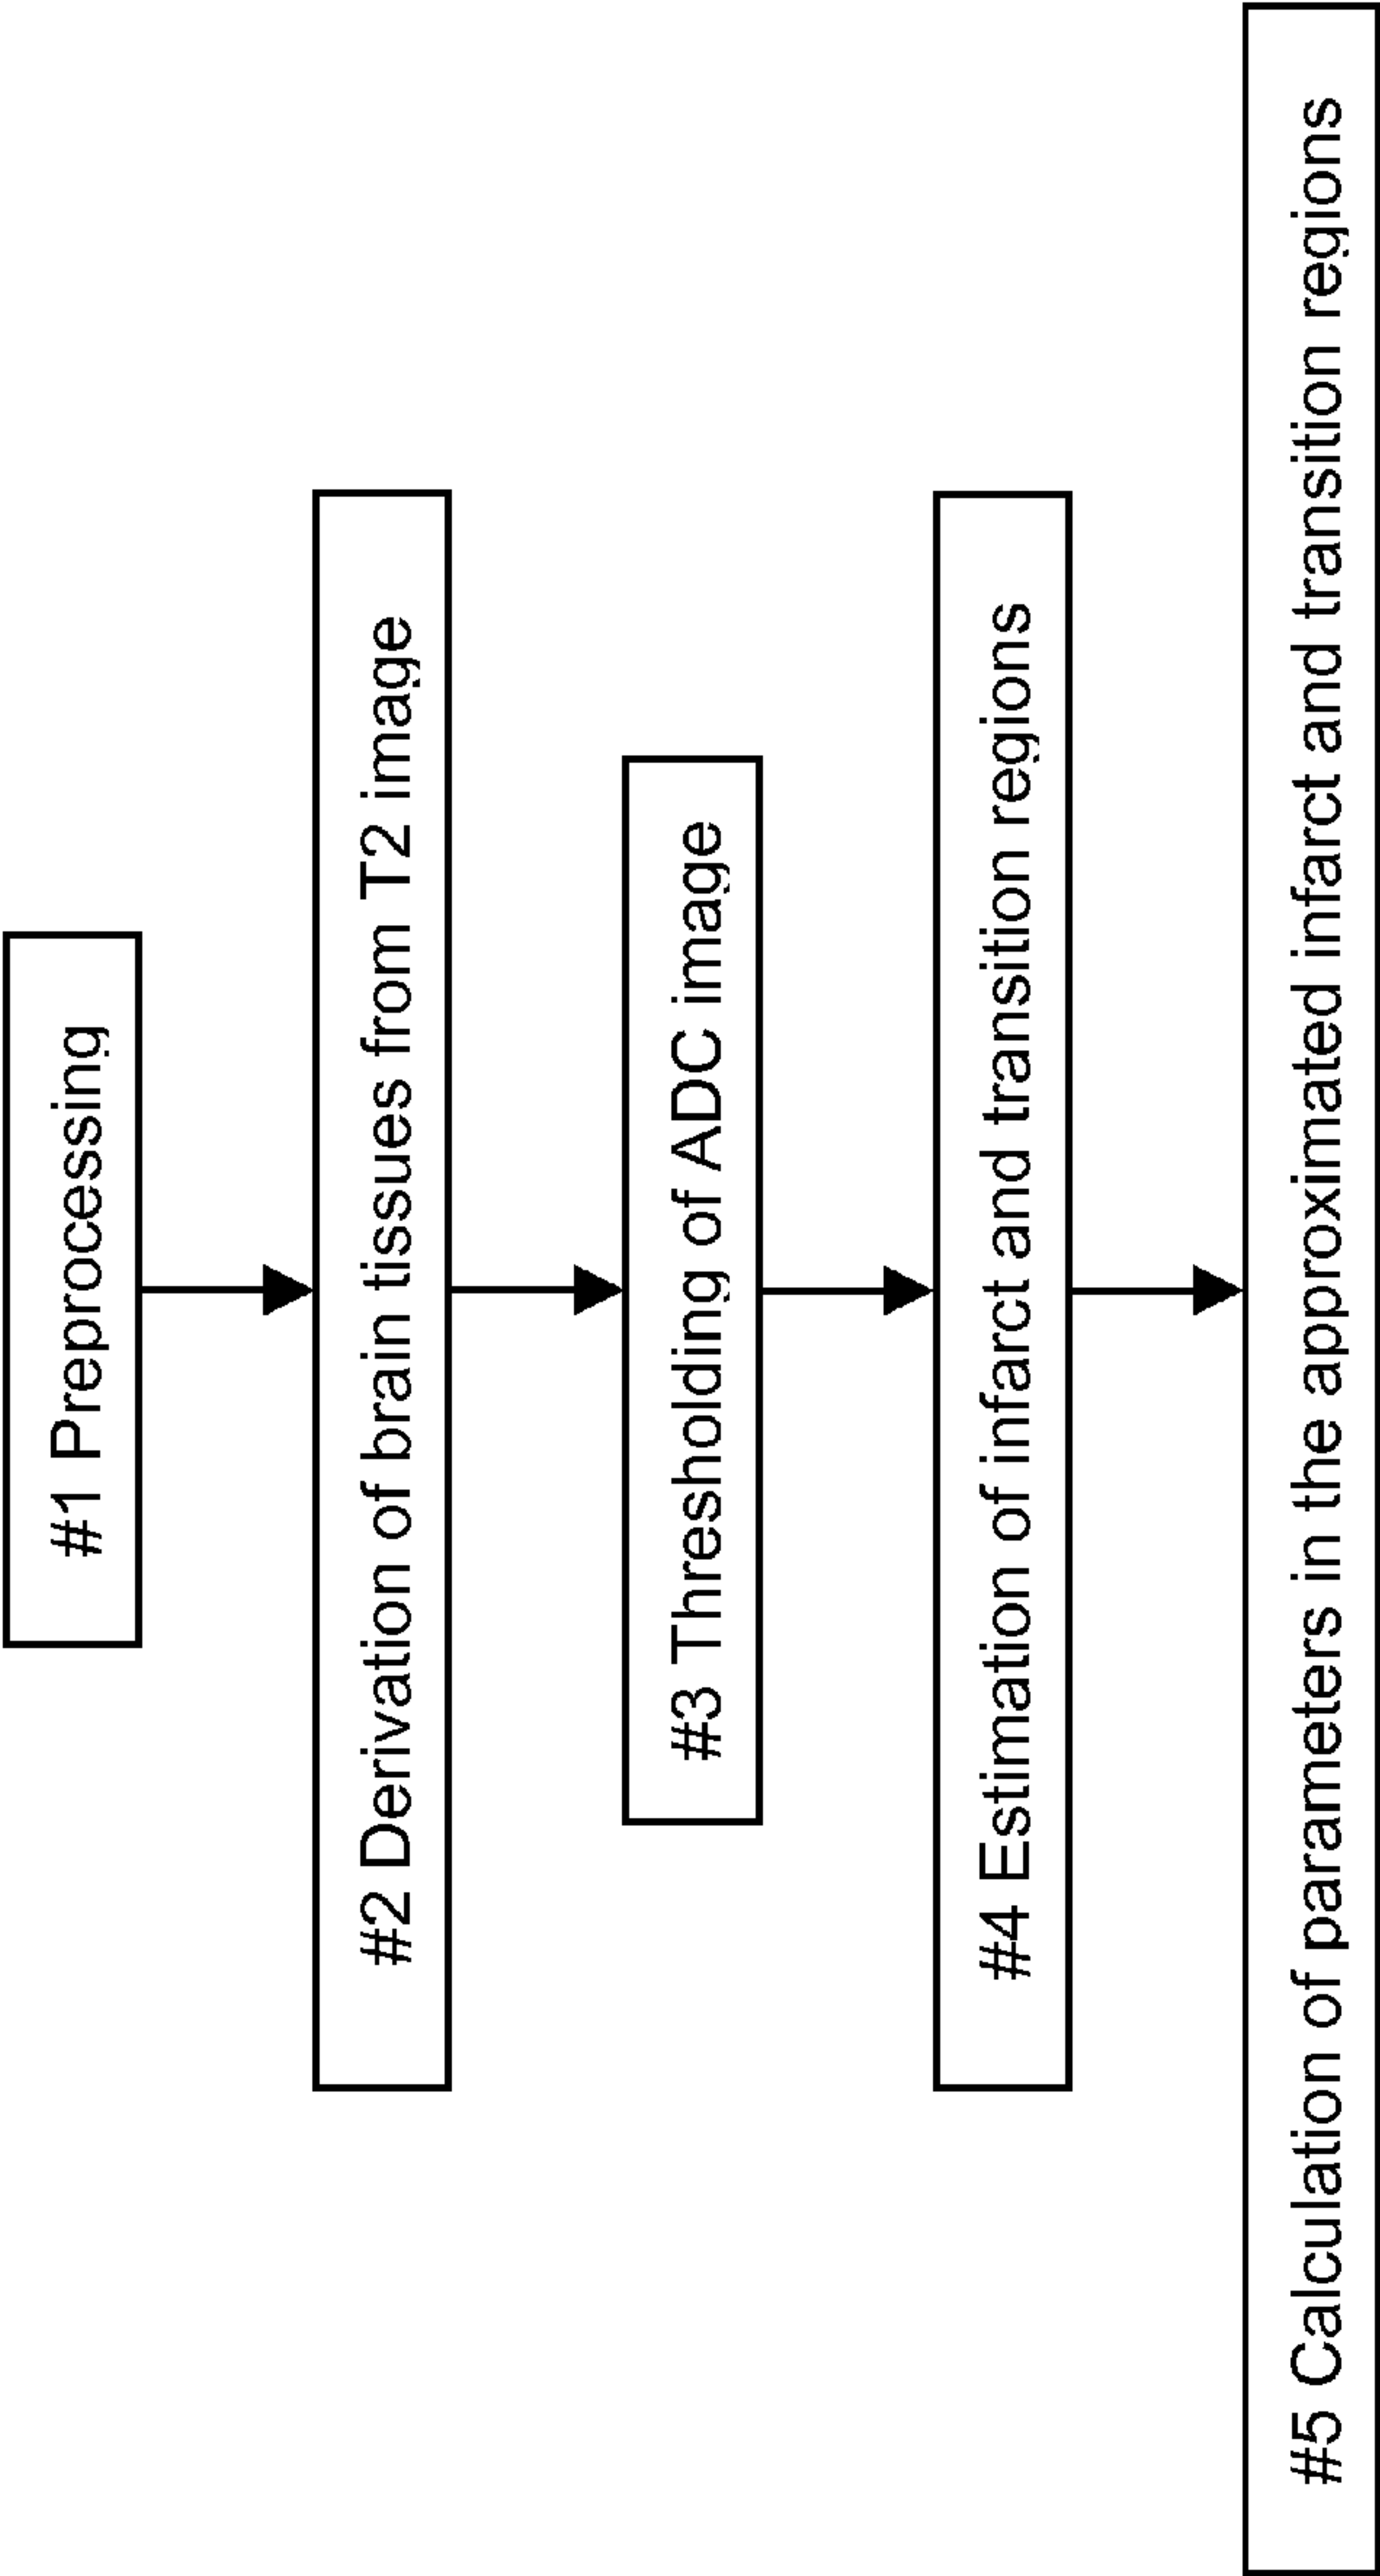 #1 Preprocessing
#2 Derivation of brain tissues from T2 image
#3 Thresholding of ADC image
#4 Estimation of infarct and transition regions
#5 Calculation of parameters in the approximated infarct and transition regions